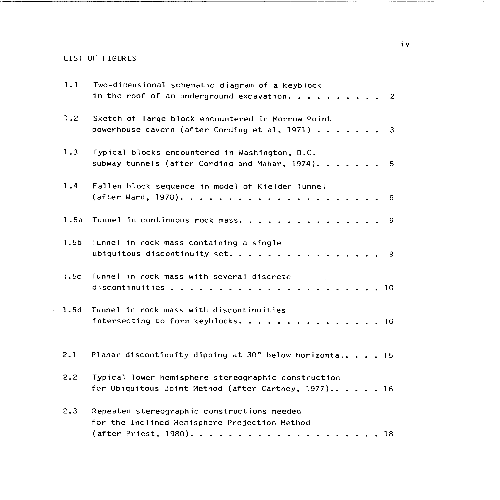 iv
LIST OF FIGURES
1.1 Two-dimensional schematic diagram of a keyblock
in the roof of an underground excavation. . . . . . . . . . 2
1.2 Sketch of large block encountered in Morrow Point
powerhouse cavern (after Cording et al, 1971) . . . . . . . 3
1.3 Typical blocks encountered in Washington, D.C.
subway tunnels (after Cording and Mahar, 1974). . . . . . . 5
1.4 Fallen block sequence in model of Kielder Tunnel
(after Ward, 1978). . . . . . . . . . . . . . . . . . . . . 6
1.5a Tunnel in continuous rock mass. . . . . . . . . . . . . . . 9
1.5b Tunnel in rock mass containing a single
ubiquitous discontinuity set. . . . . . . . . . . . . . . . 9
1.5c Tunnel in rock mass with several discrete
discontinuities . . . . . . . . . . . . . . . . . . . . . . 10
1.5d Tunnel in rock mass with discontinuities
intersecting to form keyblocks. . . . . . . . . . . . . . . 10
2.1 Planar discontinuity dipping at 30° below horizontal. . . . 15
2.2 Typical lower hemisphere stereographic construction
for Ubiquitous Joint Method (after Cartney, 1977). . . . . . 16
2.3 Repeated stereographic constructions needed
for the Inclined Hemisphere Projection Method
(after Priest, 1980). . . . . . . . . . . . . . . . . . . . 18